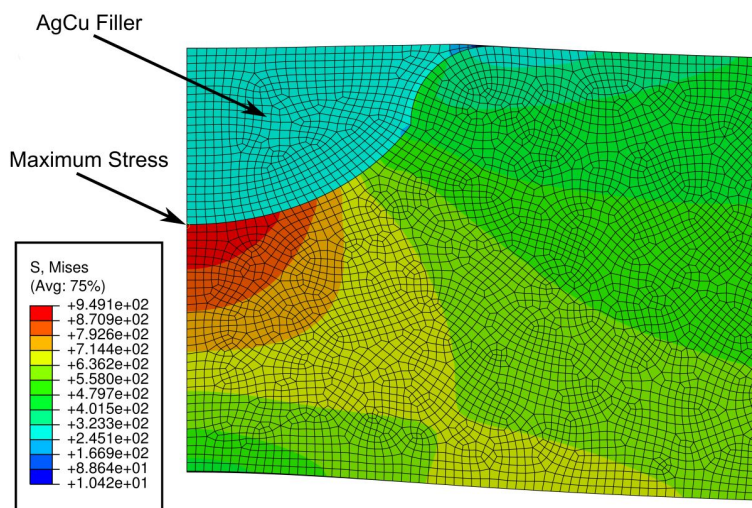 AgCu Filler
Maximum Stress
S, Mises
(Avg: 75%)
+9.491e+02
+8.709e+02
+7.926e+02
+7.144e+02
+6.362e+02
+5.580e+02
+4.797e+02
+4.015e+02
+3.233e+02
+2.451e+02
+1.669e+02
+8.864e+01
+1.042e+01